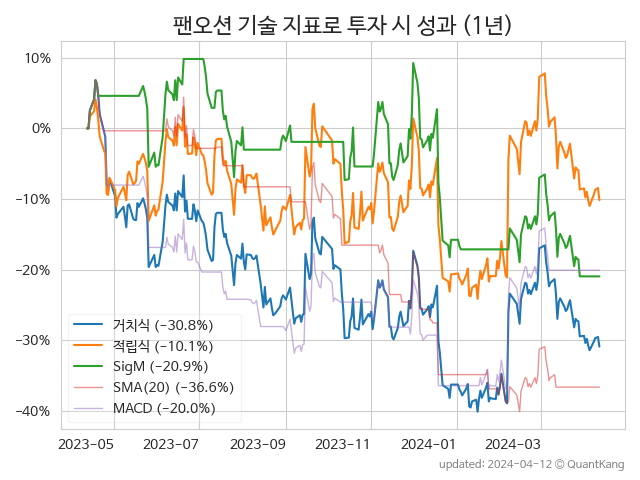 팬오션 기술 지표로 투자 시 성과 (1년)
10%
0%
−10%
−20%
−30%
−40%
거치식 (−30.8%)
적립식 (−10.1%)
SigM (−20.9%)
SMA(20) (−36.6%)
MACD (−20.0%)
2023-05 2023-07 2023-09 2023-11 2024-01 2024-03
updated: 2024-04-12 © QuantKang